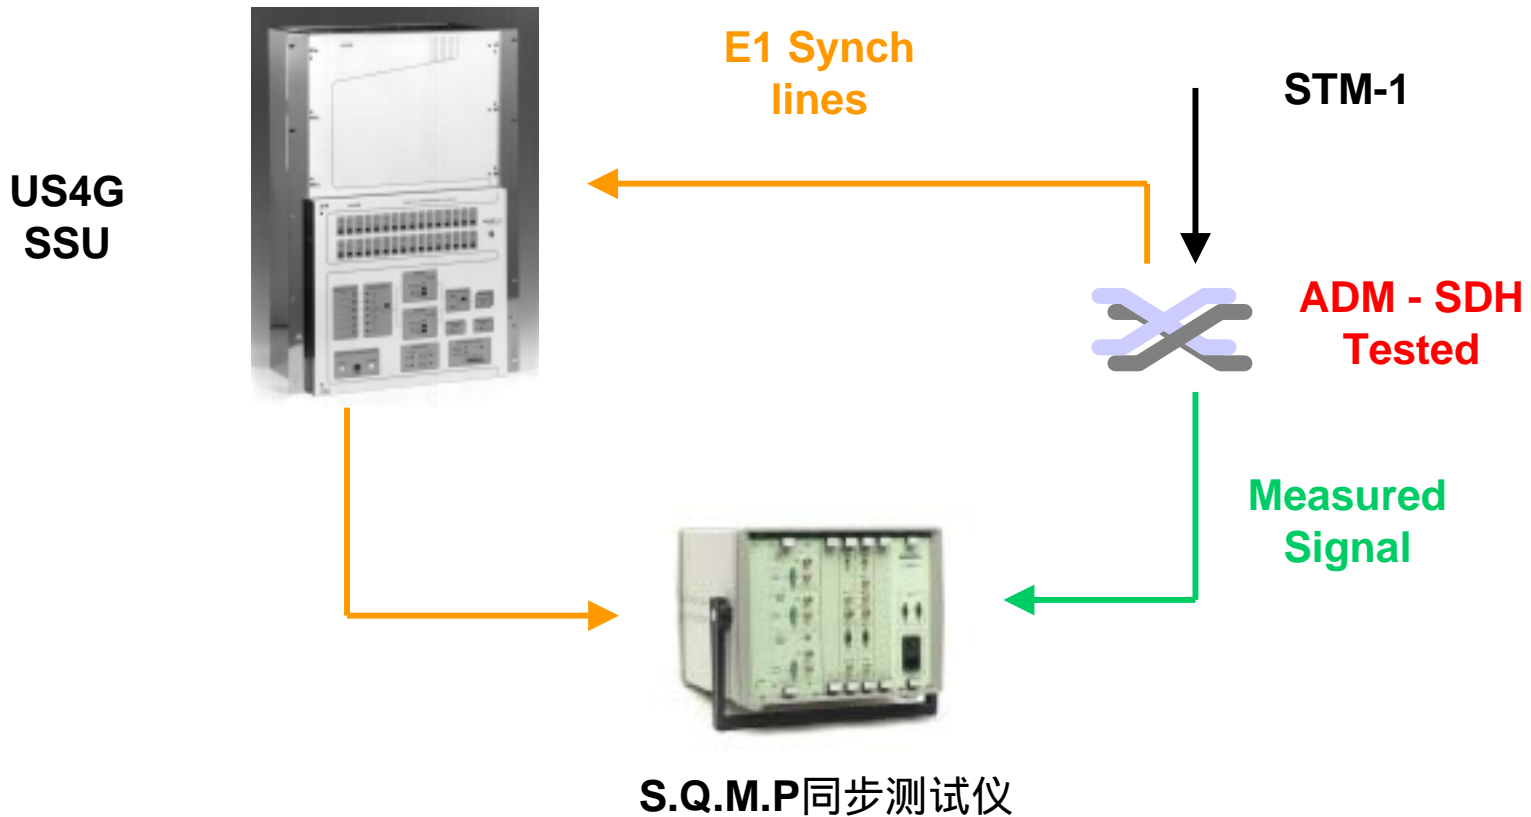 E1 Synch
lines
STM-1
US4G
SSU
ADM - SDH
Tested
Measured
Signal
S.Q.M.P同步测试仪